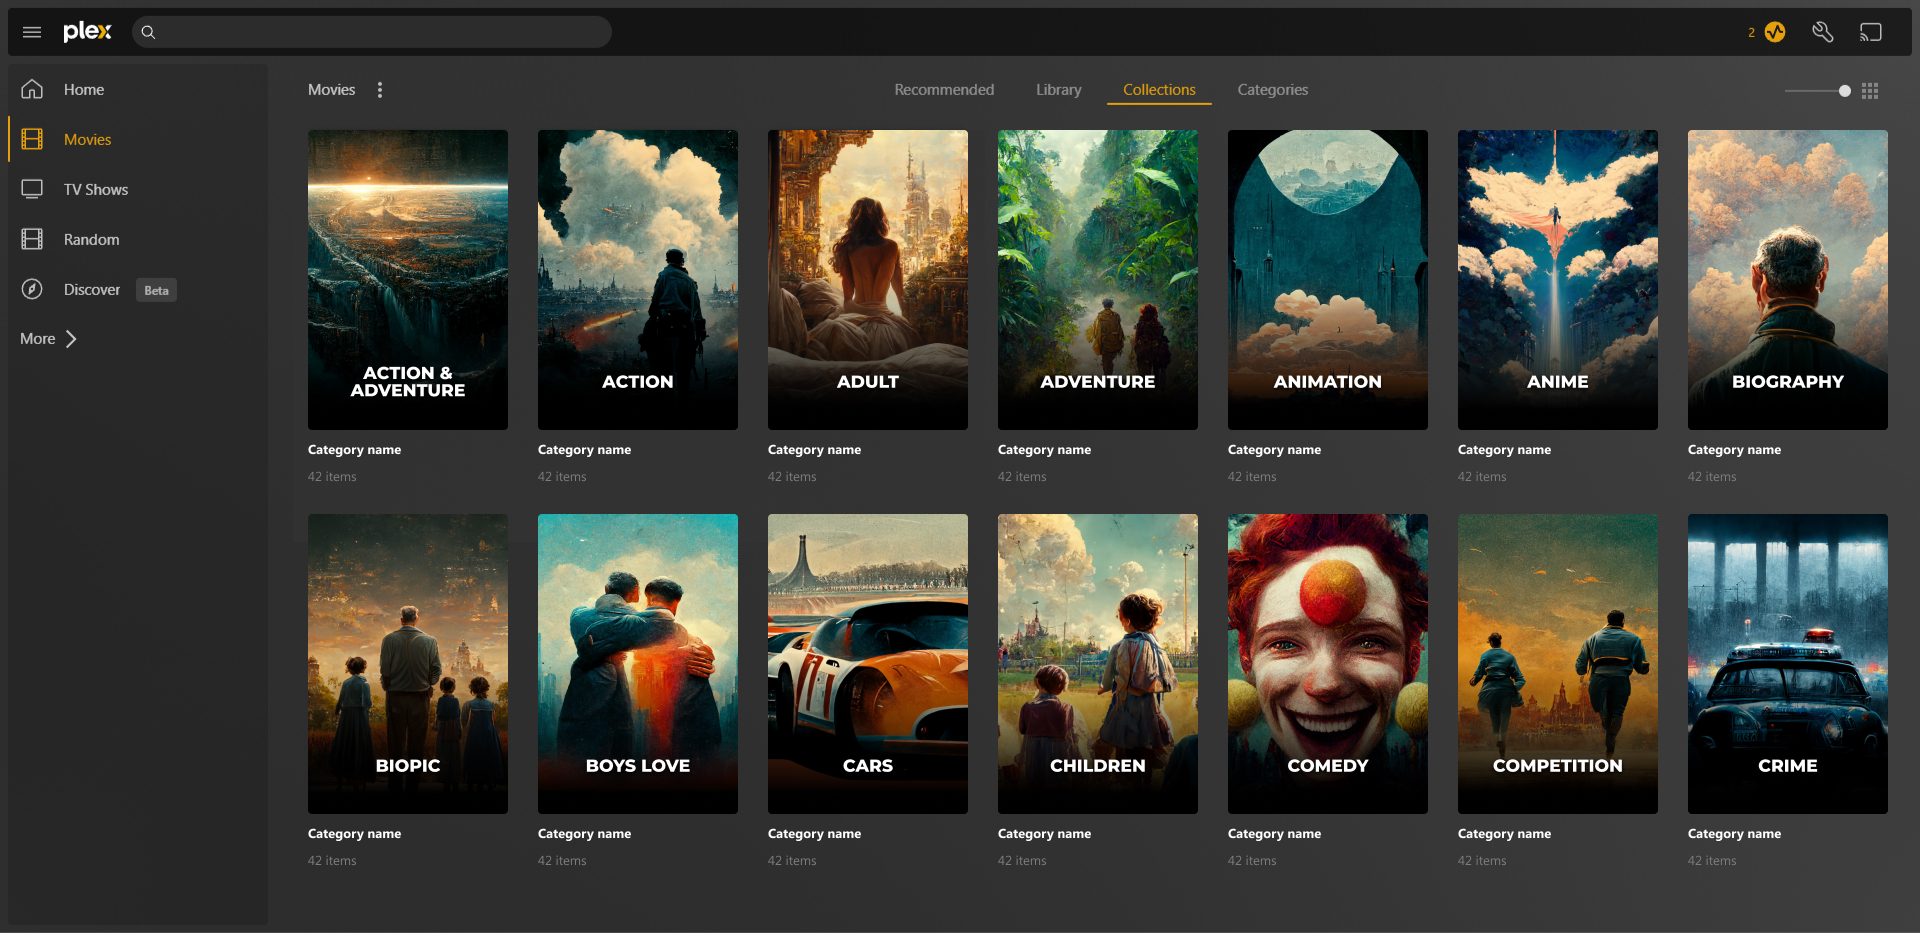 plex
2
Home
Movies
TV Shows
Random
Discover Beta
More
Movies
Recommended Library Collections Categories
ACTION &
ADVENTURE
ACTION
ADULT
ADVENTURE
ANIMATION
ANIME
BIOGRAPHY
Category name Category name Category name Category name Category name Category name Category name
42 items 42 items 42 items 42 items 42 items 42 items 42 items
BIOPIC
BOYS LOVE
CARS
CHILDREN
COMEDY
COMPETITION
CRIME
Category name Category name Category name Category name Category name Category name Category name
42 items 42 items 42 items 42 items 42 items 42 items 42 items